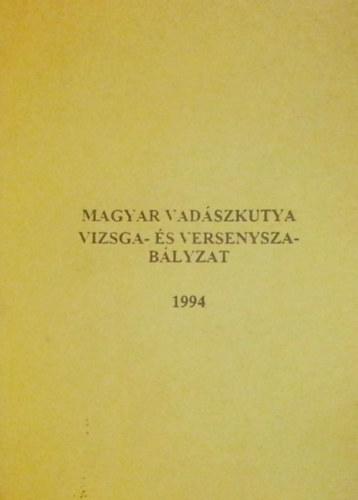 MAGYAR VADÁSZKUTYA
VIZSGA- ÉS VERSENYSZA-
BÁLYZAT
1994